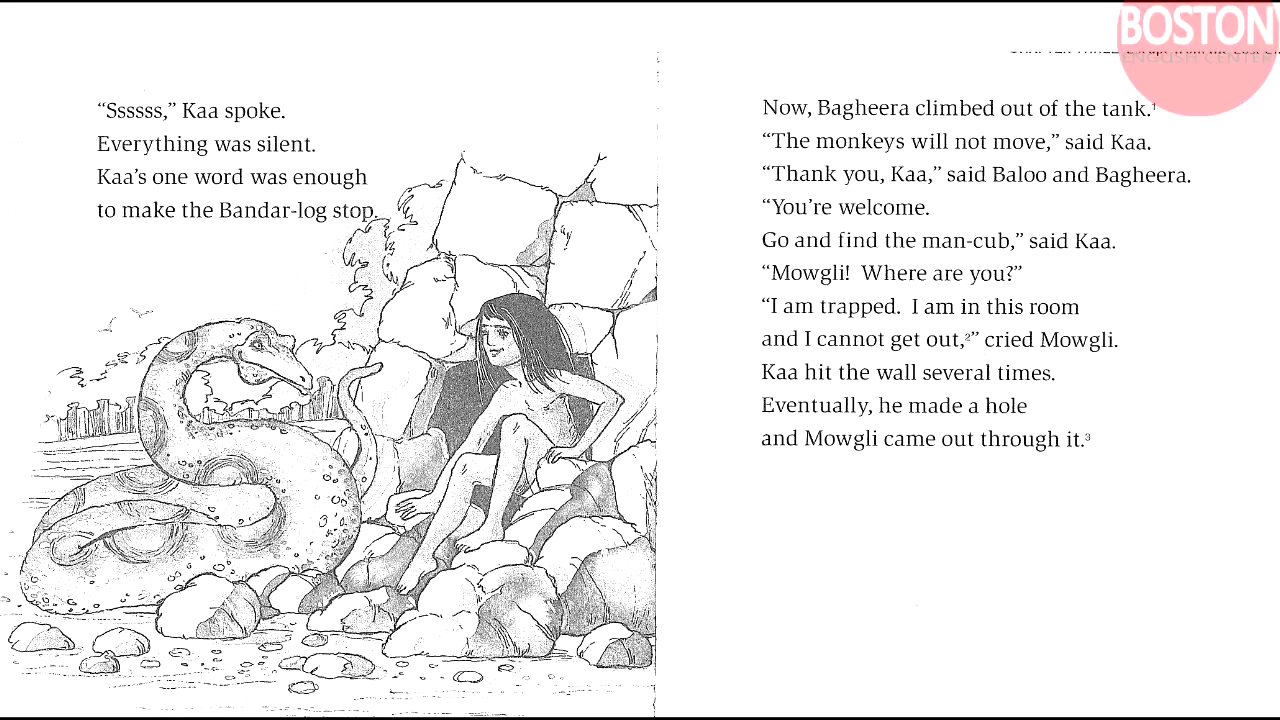 “Ssssss,” Kaa spoke.
Everything was silent.
Kaa’s one word was enough
to make the Bandar-log stop.
BOSTON
ENGLISH CENTER
Now, Bagheera climbed out of the tank.¹
“The monkeys will not move,” said Kaa.
“Thank you, Kaa,” said Baloo and Bagheera.
“You’re welcome.
Go and find the man-cub,” said Kaa.
“Mowgli!  Where are you?”
“I am trapped.  I am in this room
and I cannot get out,²” cried Mowgli.
Kaa hit the wall several times.
Eventually, he made a hole
and Mowgli came out through it.³